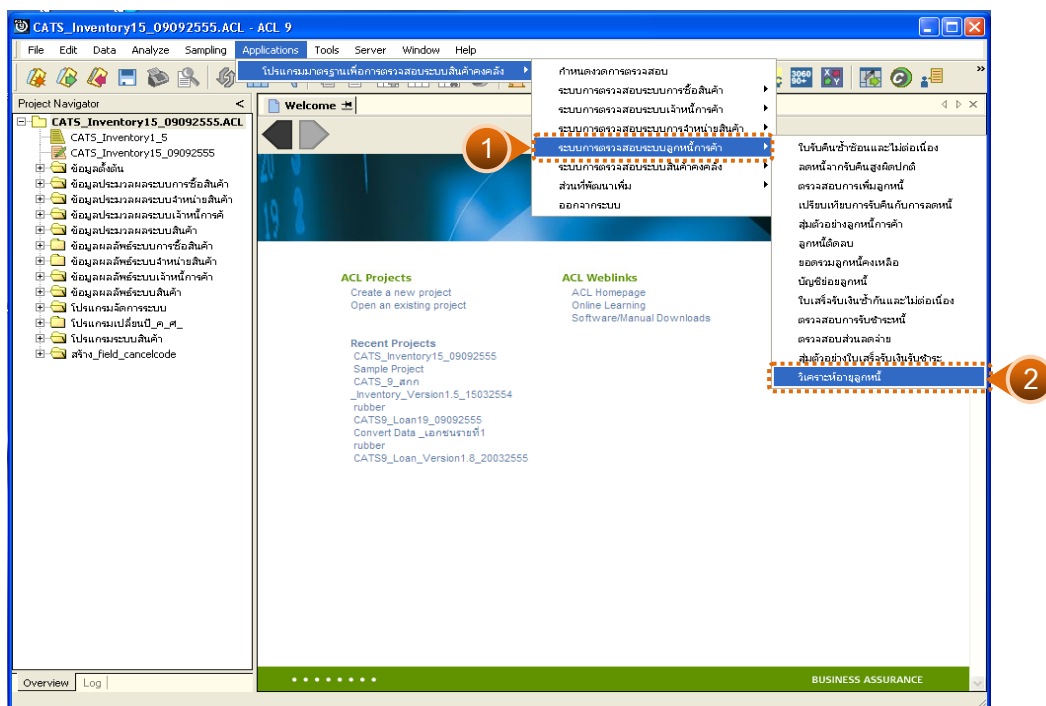 CATS_Inventory15_09092555.ACL - ACL 9
File Edit Data Analyze Sampling Applications Tools Server Window Help
โปรแกรมมาตรฐานเพื่อการตรวจสอบระบบสินค้าคงคลัง
กำหนดงวดการตรวจสอบ
ระบบการตรวจสอบระบบการซื้อสินค้า
ระบบการตรวจสอบระบบเจ้าหนี้การค้า
ระบบการตรวจสอบระบบการจำหน่ายสินค้า
ระบบการตรวจสอบระบบลูกหนี้การค้า
ระบบการตรวจสอบระบบสินค้าคงคลัง
ส่วนที่พัฒนาเพิ่ม
ออกจากระบบ
1
ใบรับคืนซ้ำซ้อนและไม่ต่อเนื่อง
ลดหนี้จากรับคืนสูงผิดปกติ
ตรวจสอบการเพิ่มลูกหนี้
เปรียบเทียบการรับคืนกับการลดหนี้
สุ่มตัวอย่างลูกหนี้การค้า
ลูกหนี้ติดลบ
ยอดรวมลูกหนี้คงเหลือ
บัญชีย่อยลูกหนี้
ใบเสร็จรับเงินซ้ำกันและไม่ต่อเนื่อง
ตรวจสอบการรับชำระหนี้
ตรวจสอบส่วนลดจ่าย
สุ่มตัวอย่างใบเสร็จรับเงินรับชำระ
วิเคราะห์อายุลูกหนี้
2
Project Navigator <
CATS_Inventory15_09092555.ACL
CATS_Inventory1_5
CATS_Inventory15_09092555
ข้อมูลตั้งต้น
ข้อมูลประมวลผลระบบการซื้อสินค้า
ข้อมูลประมวลผลระบบจำหน่ายสินค้า
ข้อมูลประมวลผลระบบเจ้าหนี้การค้
ข้อมูลประมวลผลระบบสินค้า
ข้อมูลผลลัพธ์ระบบการซื้อสินค้า
ข้อมูลผลลัพธ์ระบบจำหน่ายสินค้า
ข้อมูลผลลัพธ์ระบบเจ้าหนี้การค้า
ข้อมูลผลลัพธ์ระบบสินค้า
โปรแกรมจัดการระบบ
โปรแกรมเปลี่ยนปี_ค_ศ_
โปรแกรมระบบสินค้า
สร้าง_field_cancelcode
Welcome
ACL Projects
Create a new project
Open an existing project
Recent Projects
CATS_Inventory15_09092555
Sample Project
CATS_9_สกก
_Inventory_Version1.5_15032554
rubber
CATS9_Loan19_09092555
Convert Data _เอกชนรายที่1
rubber
CATS9_Loan_Version1.8_20032555
ACL Weblinks
ACL Homepage
Online Learning
Software/Manual Downloads
BUSINESS ASSURANCE
Overview Log